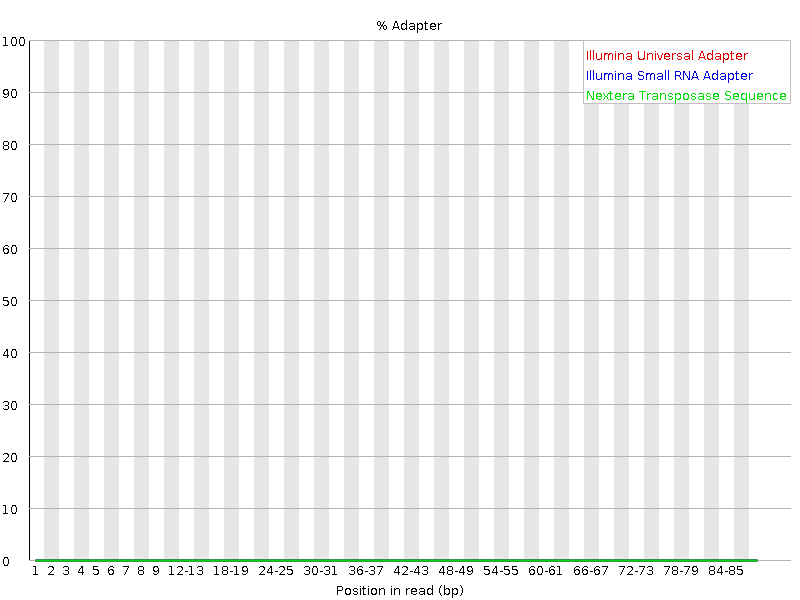 % Adapter
100
90
80
70
60
50
40
30
20
10
0
Illumina Universal Adapter
Illumina Small RNA Adapter
Nextera Transposase Sequence
1 2 3 4 5 6 7 8 9 12-13 18-19 24-25 30-31 36-37 42-43 48-49 54-55 60-61 66-67 72-73 78-79 84-85
Position in read (bp)